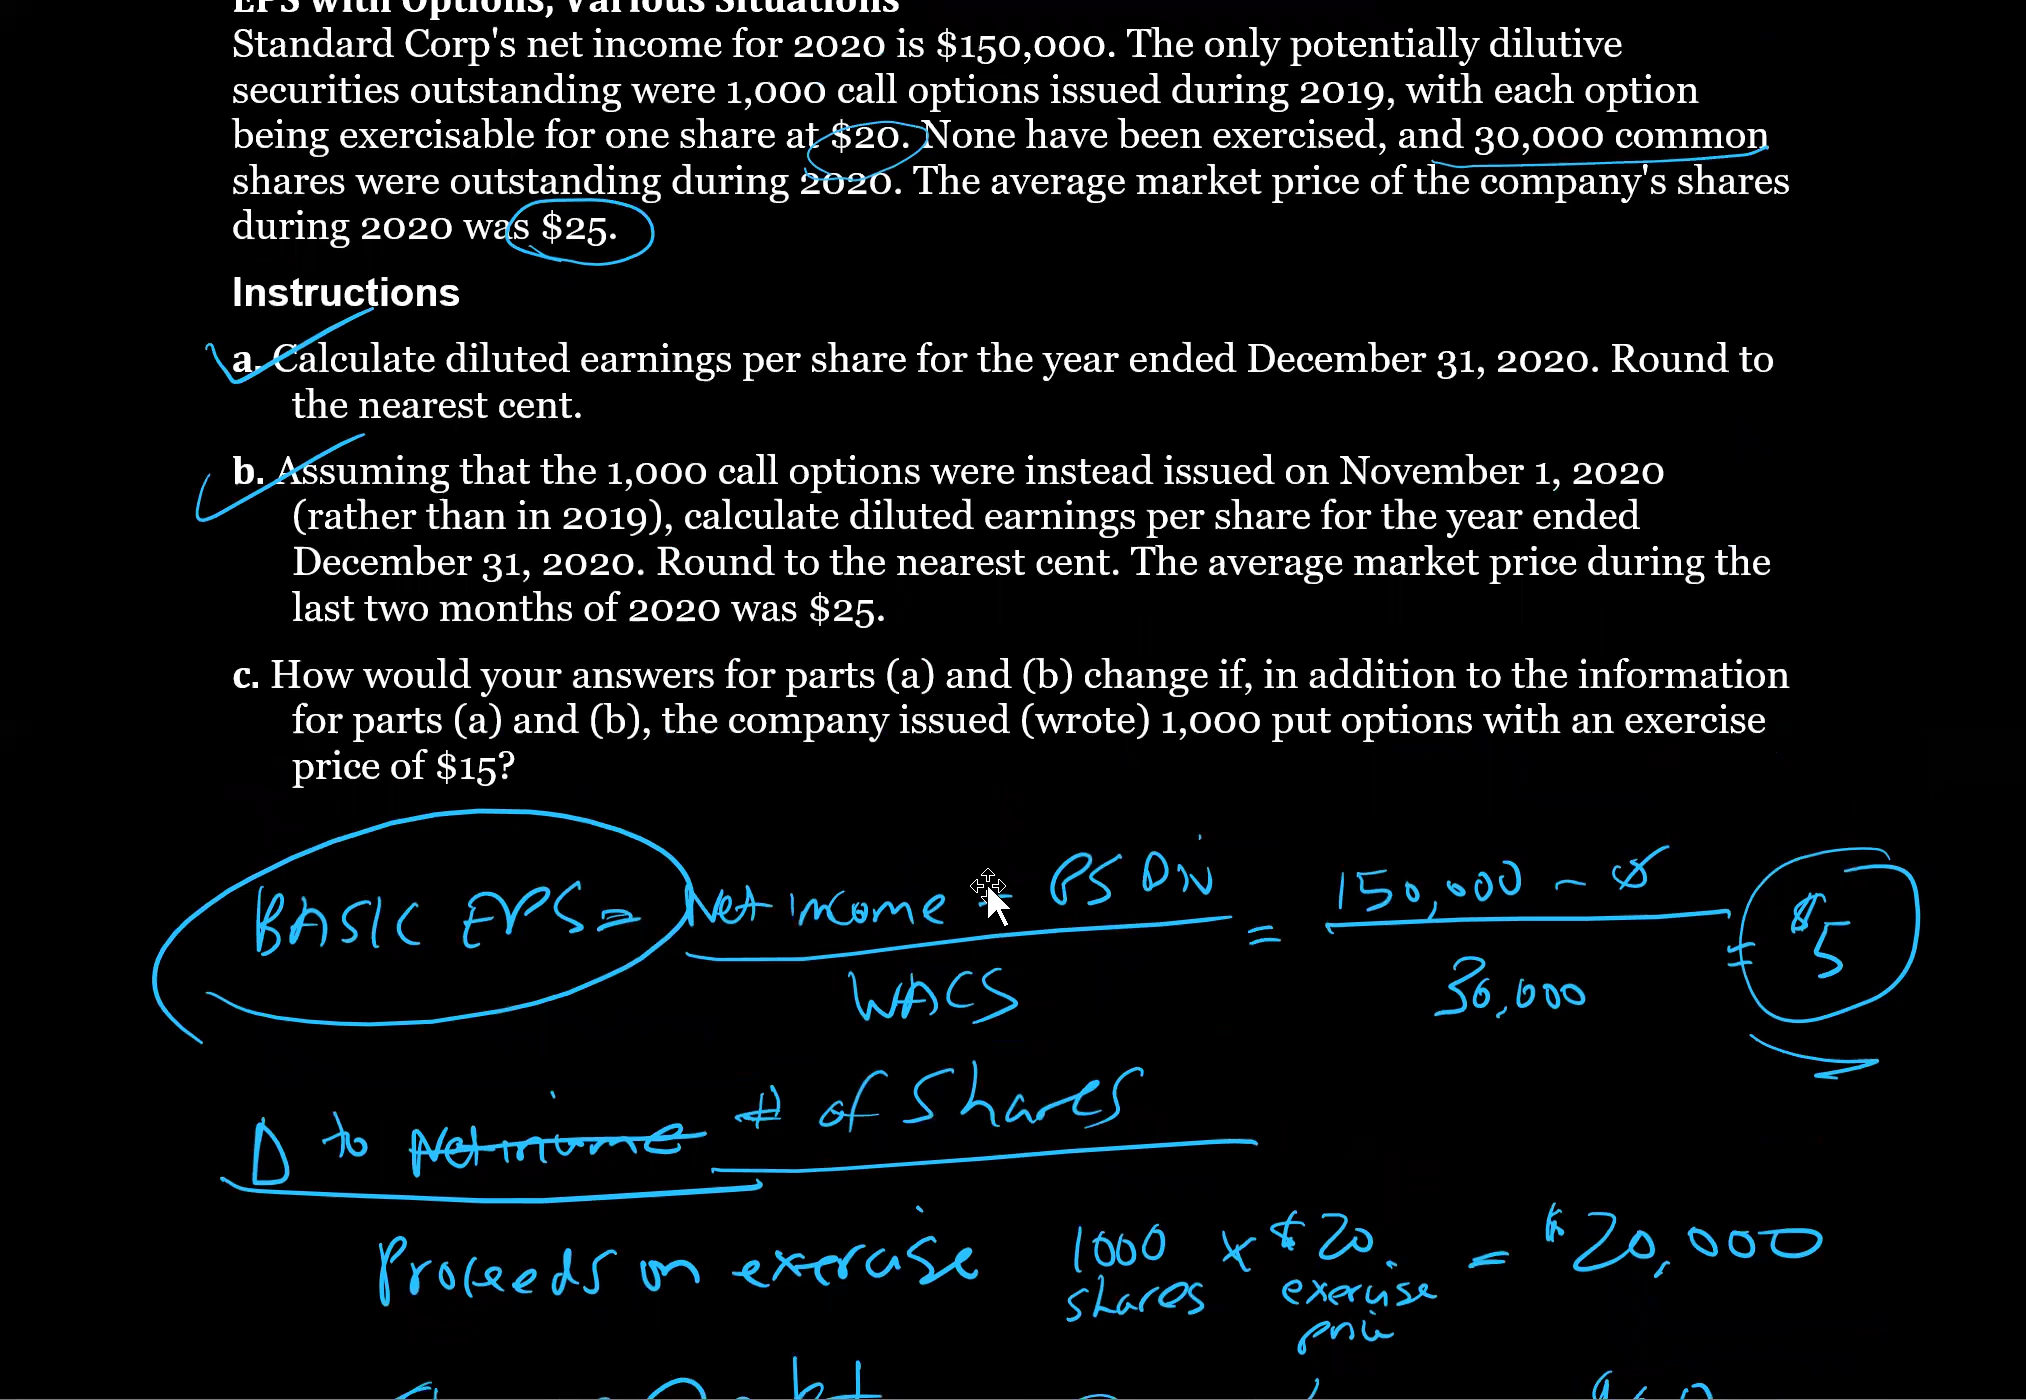 EPS with Options, Various Situations
Standard Corp's net income for 2020 is $150,000. The only potentially dilutive
securities outstanding were 1,000 call options issued during 2019, with each option
being exercisable for one share at $20. None have been exercised, and 30,000 common
shares were outstanding during 2020. The average market price of the company's shares
during 2020 was $25.
Instructions
a. Calculate diluted earnings per share for the year ended December 31, 2020. Round to
the nearest cent.
b. Assuming that the 1,000 call options were instead issued on November 1, 2020
(rather than in 2019), calculate diluted earnings per share for the year ended
December 31, 2020. Round to the nearest cent. The average market price during the
last two months of 2020 was $25.
c. How would your answers for parts (a) and (b) change if, in addition to the information
for parts (a) and (b), the company issued (wrote) 1,000 put options with an exercise
price of $15?
BASIC EPS = Net income - PS Div = 150,000 - 0 = $5
WACS 30,000
Δ to Net income # of Shares
Proceeds on exercise 1000 x $20 = $20,000
shares exercise
price